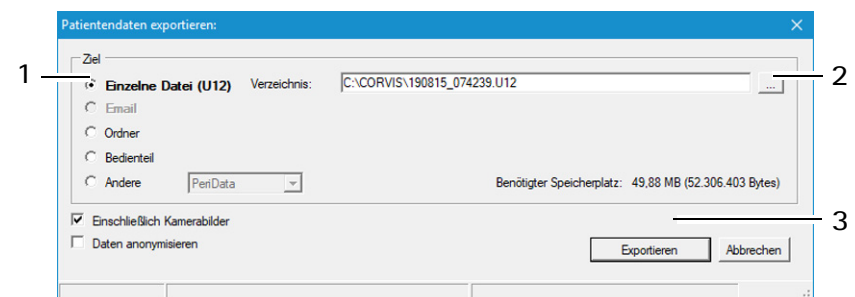 Patientendaten exportieren:
Ziel
1
Einzelne Datei (U12) Verzeichnis: C:\CORVIS\190815_074239.U12 ...
2
Email
Ordner
Bedienteil
Andere PeriData Benötigter Speicherplatz: 49,88 MB (52.306.403 Bytes)
Einschließlich Kamerabilder
3
Daten anonymisieren
Exportieren Abbrechen